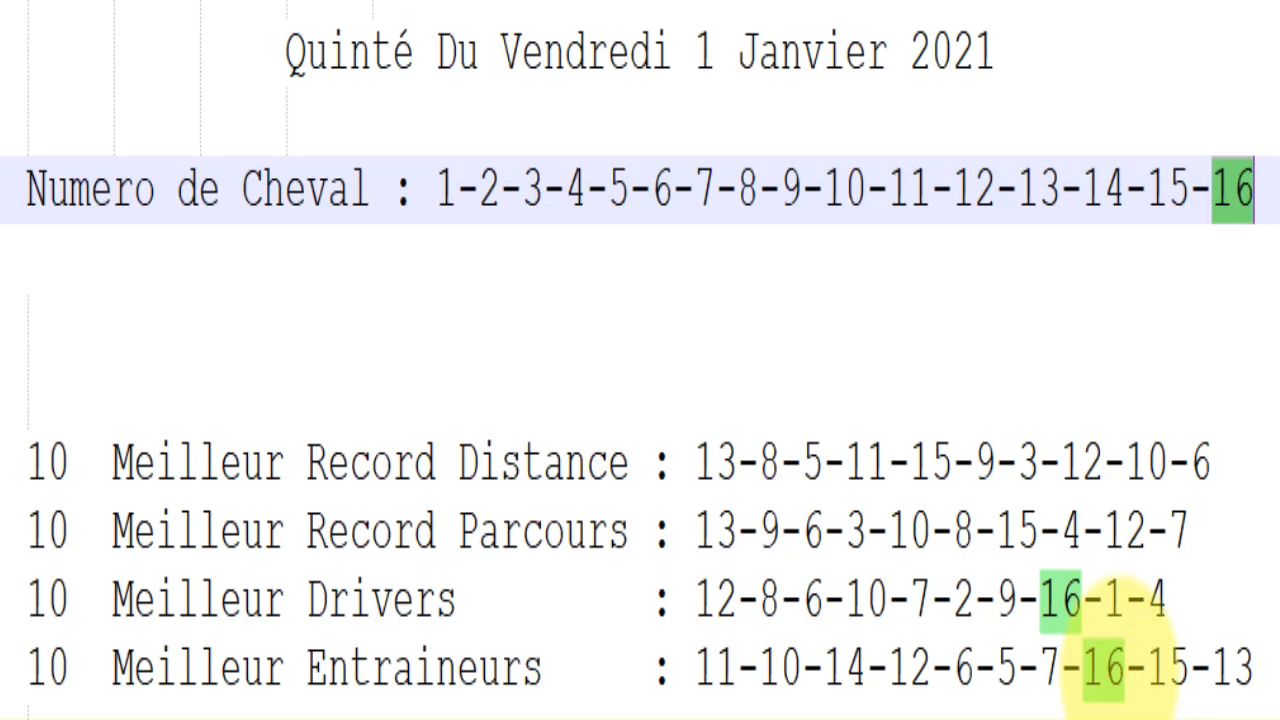 Quinté Du Vendredi 1 Janvier 2021
Numero de Cheval : 1-2-3-4-5-6-7-8-9-10-11-12-13-14-15-16
10 Meilleur Record Distance : 13-8-5-11-15-9-3-12-10-6
10 Meilleur Record Parcours : 13-9-6-3-10-8-15-4-12-7
10 Meilleur Drivers : 12-8-6-10-7-2-9-16-1-4
10 Meilleur Entraineurs : 11-10-14-12-6-5-7-16-15-13